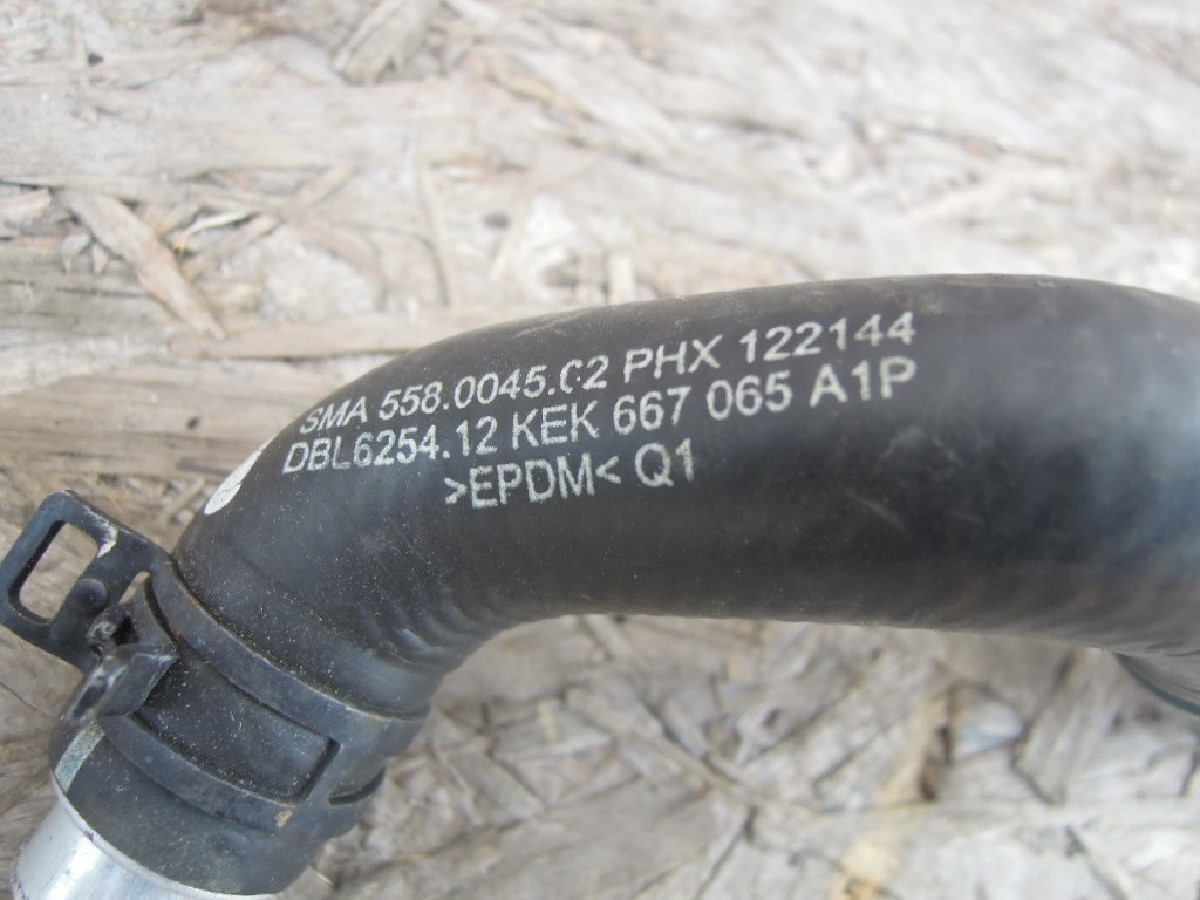 SMA 558.0045.02 PHX 122144
DBL6254.12 KEK 667 065 A1P
>EPDM< Q1